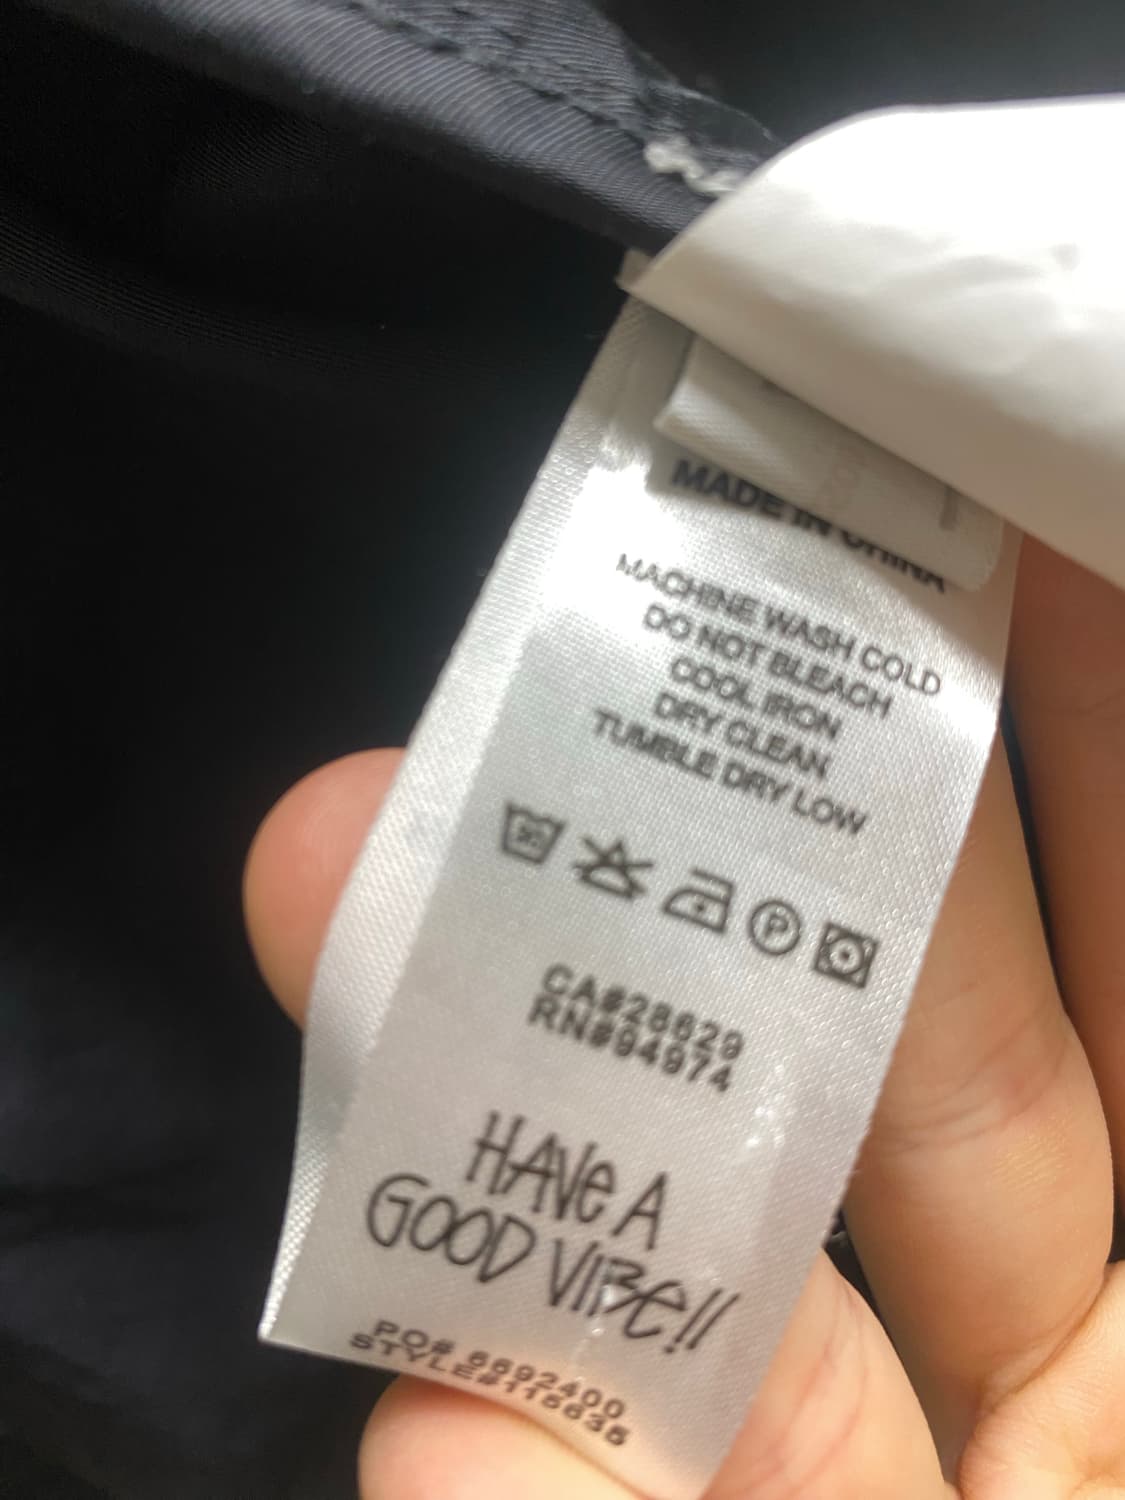 MADE IN CHINA
MACHINE WASH COLD
DO NOT BLEACH
COOL IRON
DRY CLEAN
TUMBLE DRY LOW
30
P
CA#28629
RN#94974
HAVE A
GOOD VIBE!!
PO# 6692400
STYLE#115635